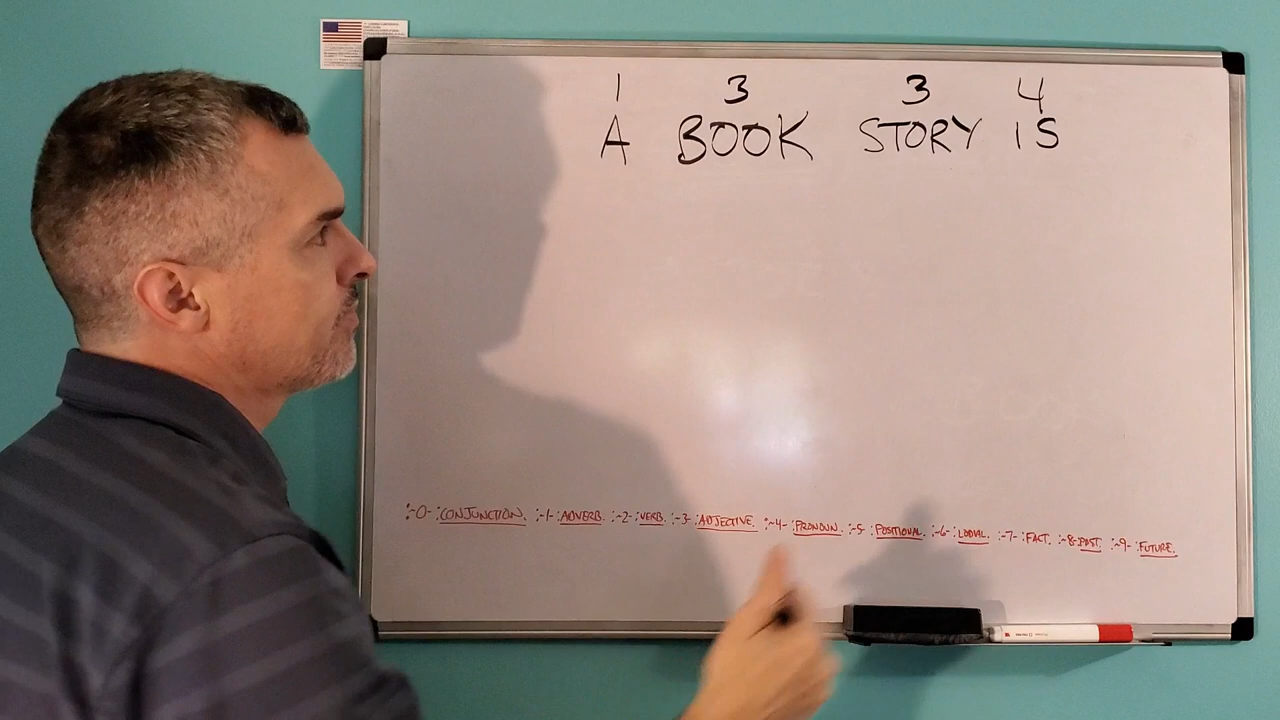 1 3 3 4
A BOOK STORY IS
:~0~ :CONJUNCTION. :~1~ :ADVERB. :~2~ :VERB. :~3~ :ADJECTIVE. :~4~ :PRONOUN. :~5~ :POSITIONAL. :~6~ :LODIAL. :~7~ :FACT. :~8~ :PAST. :~9~ :FUTURE.